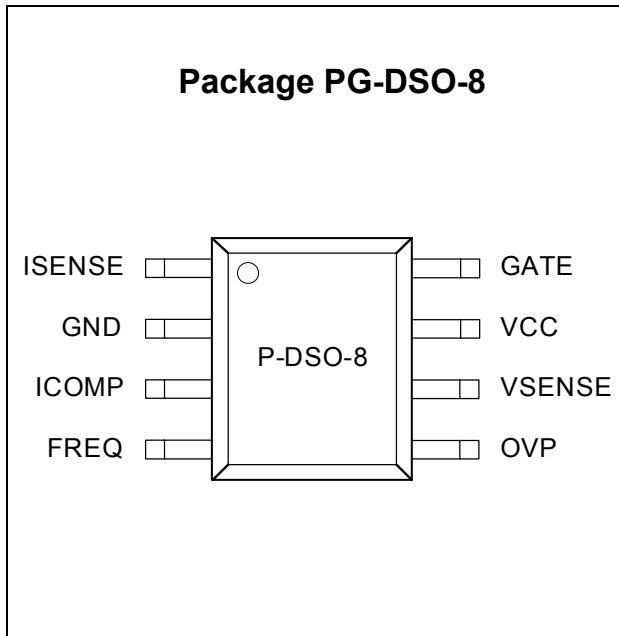 Package PG-DSO-8
ISENSE
GATE
GND
VCC
P-DSO-8
ICOMP
VSENSE
FREQ
OVP